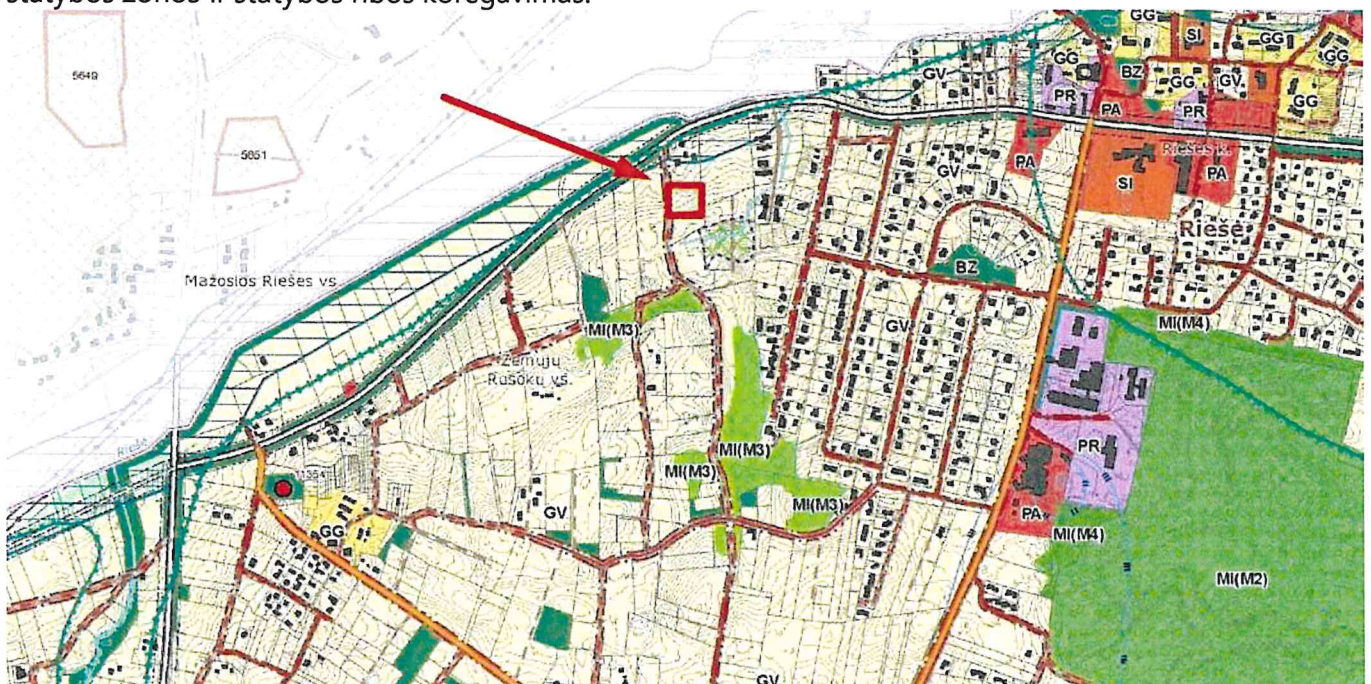 statybos zonos ir statybos ribos koregavimas.
GG
SI
GG
GG
GV
GG
BZ
GG
GV
5649
PR
PA
PR
GG
5651
Riešės k.
PA
GV
SI
PA
Riešė
Mažosios Riešės vs
BZ
MI(M3)
GV
MI(M4)
Žemųjų
Rusokų vs.
MI(M3)
PR
MI(M3)
11354
MI(M3)
GV
PA
GG
MI(M4)
MI(M2)
GV